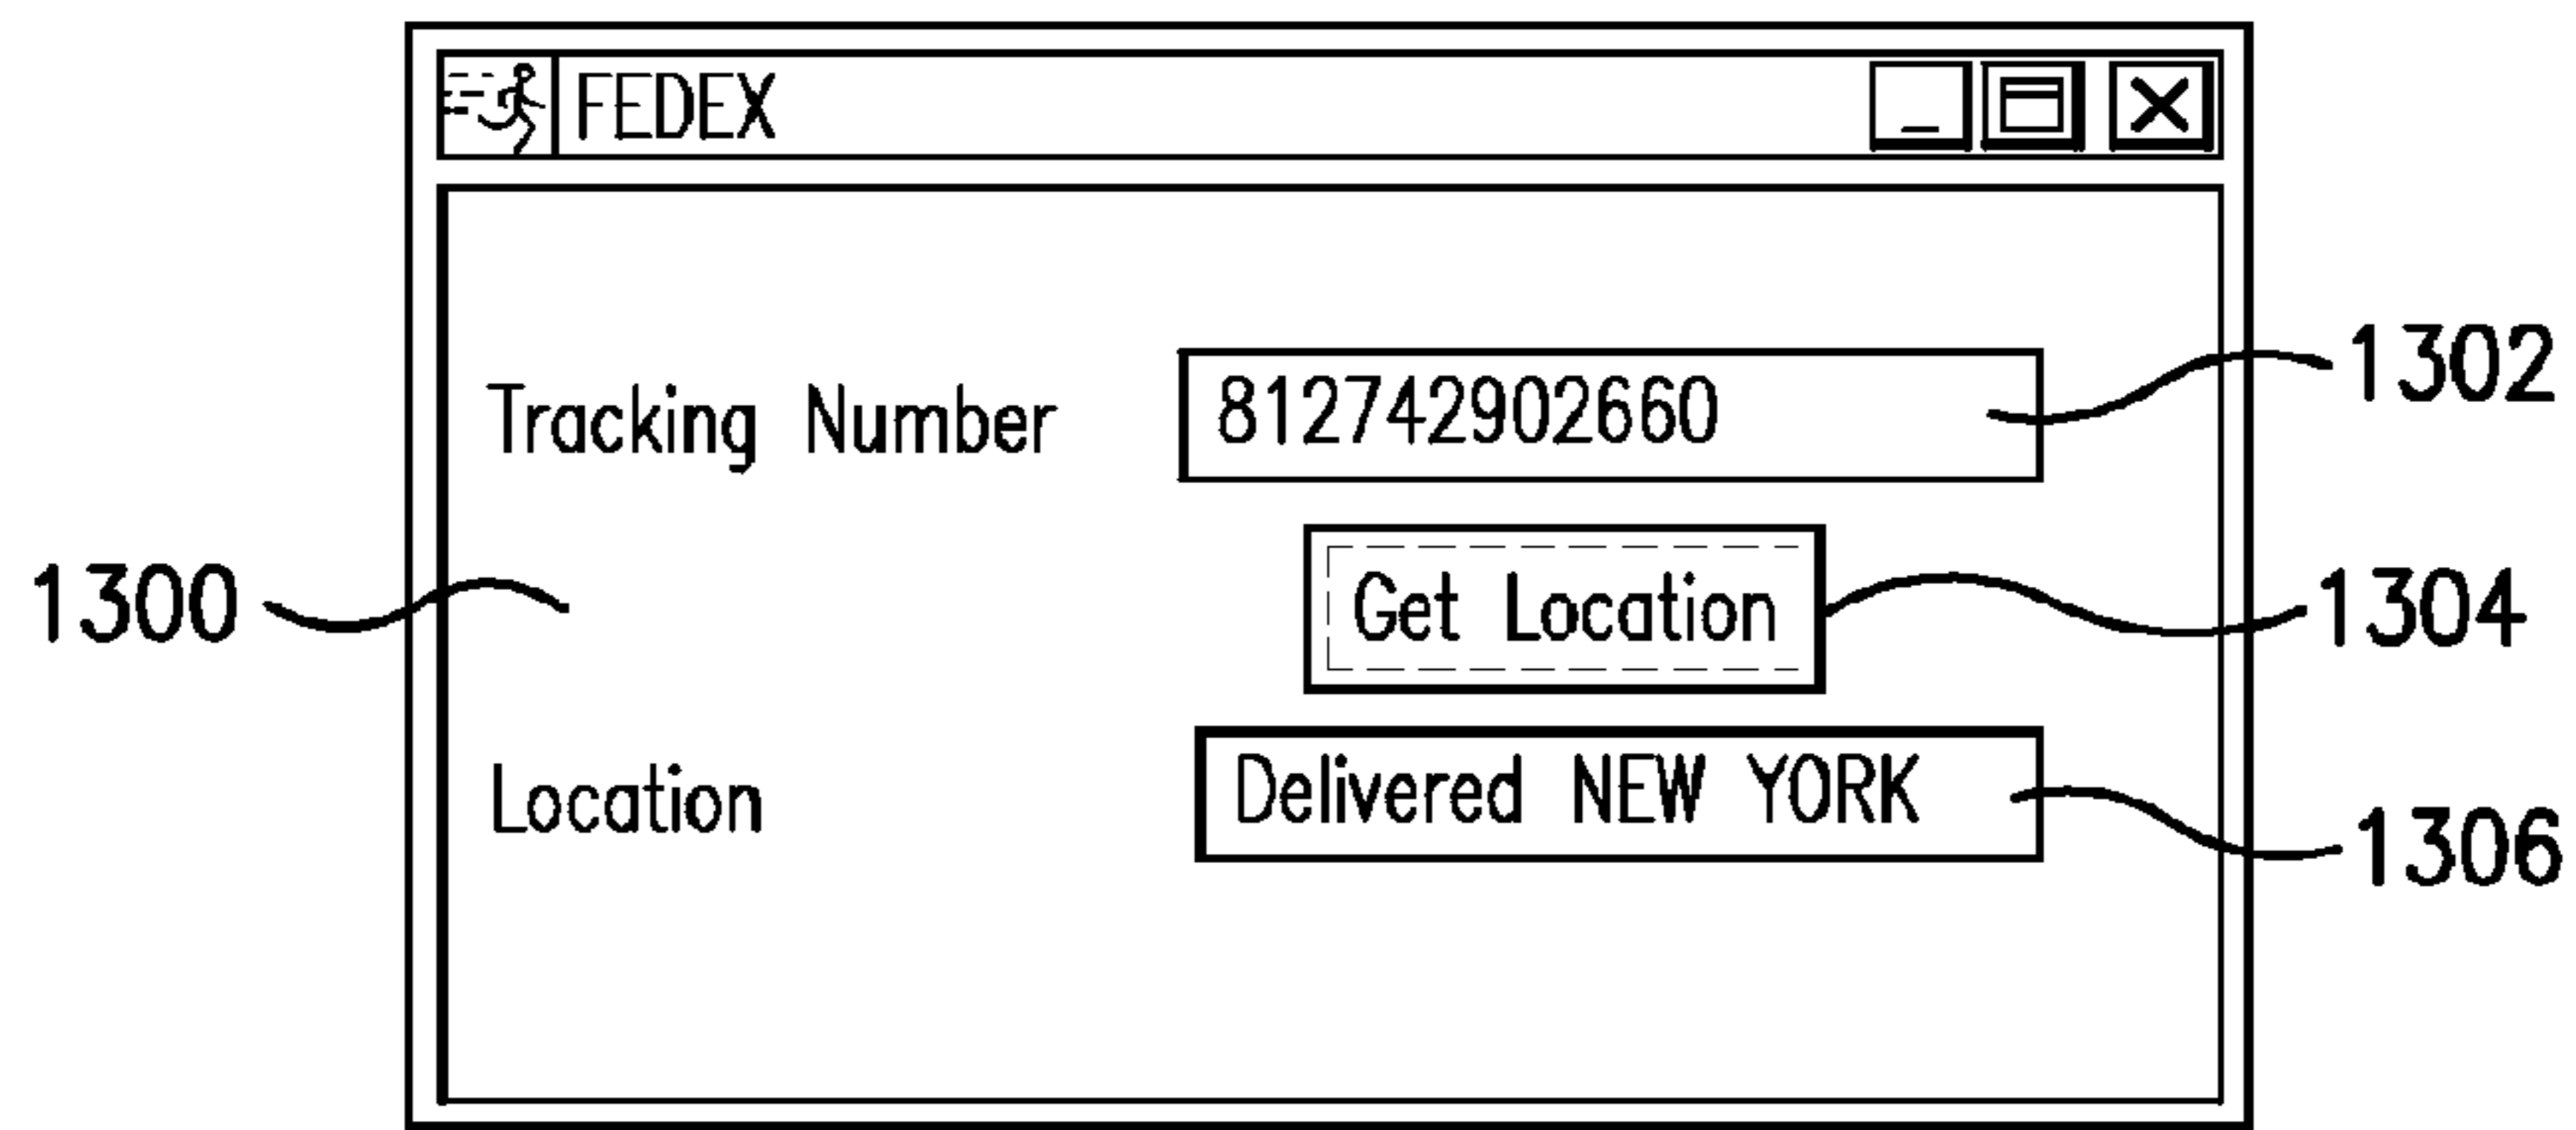 FEDEX
Tracking Number 812742902660 1302
1300 Get Location 1304
Location Delivered NEW YORK 1306